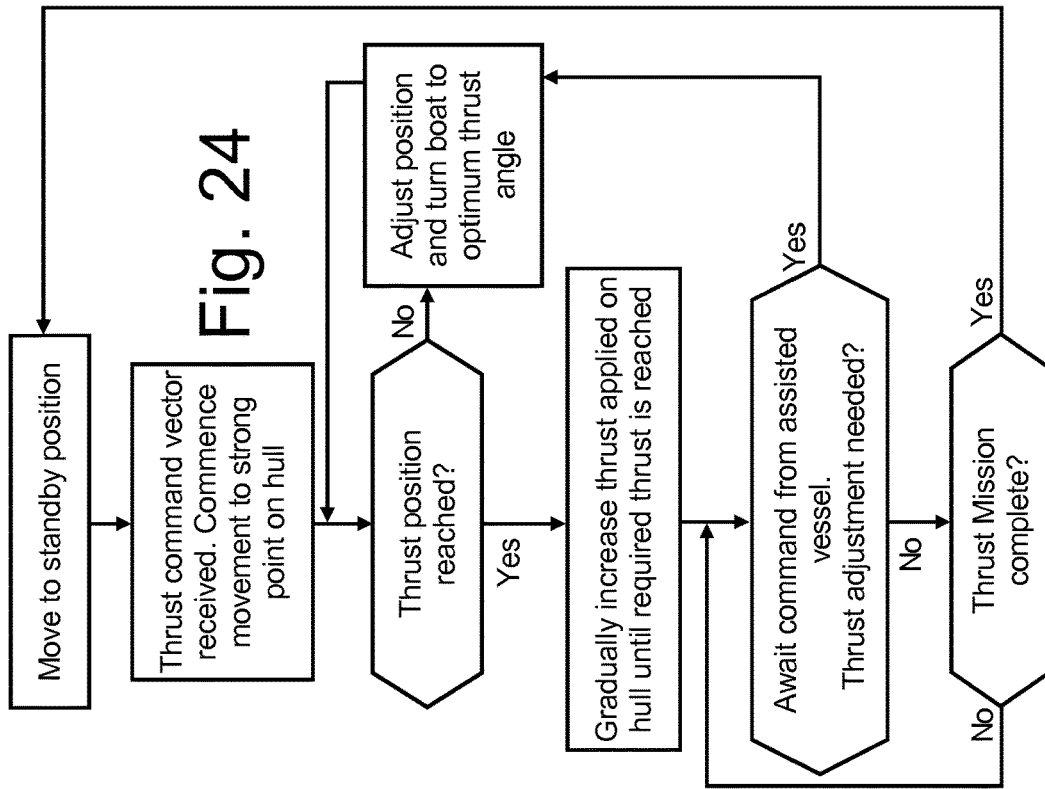 Fig. 24
Move to standby position
Thrust command vector
received. Commence
movement to strong
point on hull
Thrust position
reached?
No
Adjust position
and turn boat to
optimum thrust
angle
Yes
Gradually increase thrust applied on
hull until required thrust is reached
Await command from assisted
vessel.
Thrust adjustment needed?
Yes
No
Thrust Mission
complete?
Yes
No